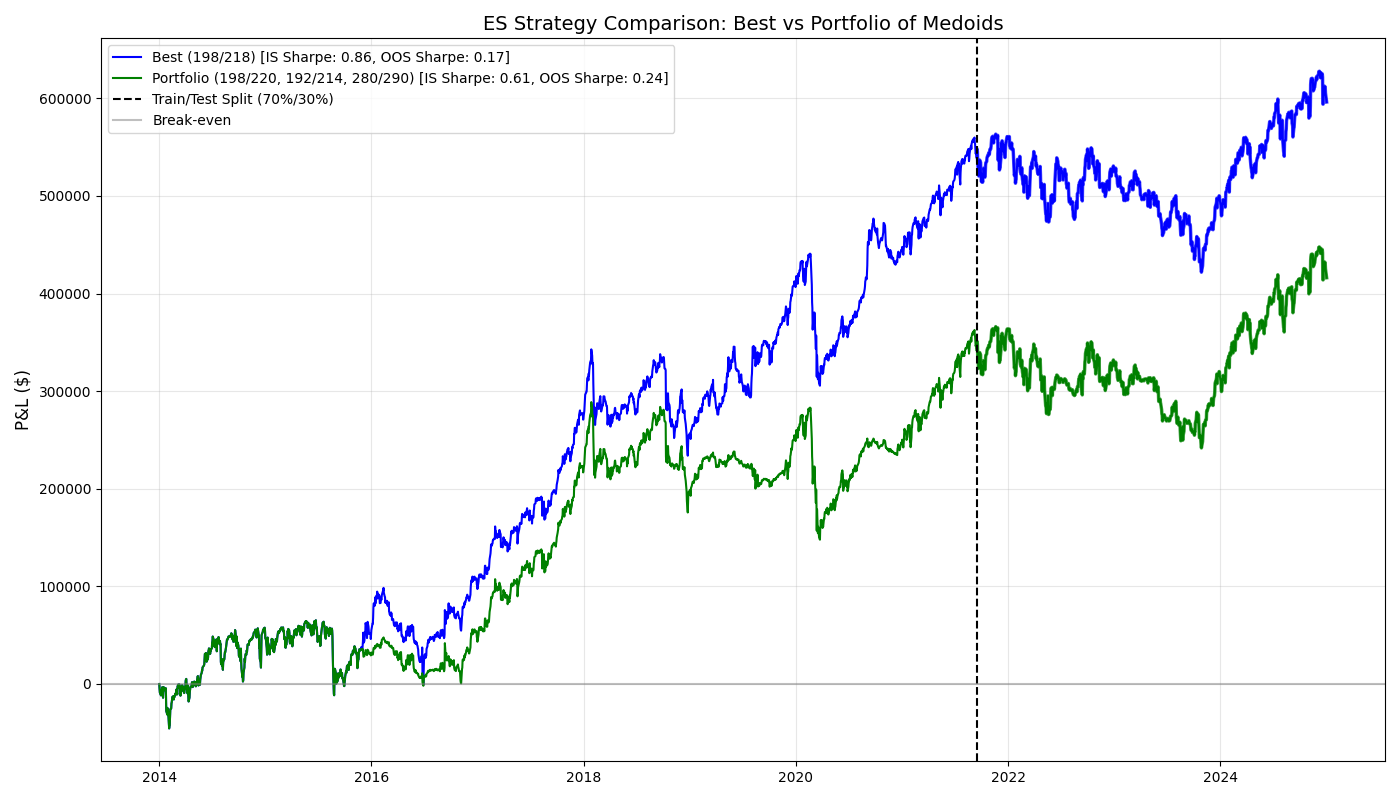 ES Strategy Comparison: Best vs Portfolio of Medoids
Best (198/218) [IS Sharpe: 0.86, OOS Sharpe: 0.17]
Portfolio (198/220, 192/214, 280/290) [IS Sharpe: 0.61, OOS Sharpe: 0.24]
Train/Test Split (70%/30%)
Break-even
P&L ($)
600000
500000
400000
300000
200000
100000
0
2014
2016
2018
2020
2022
2024